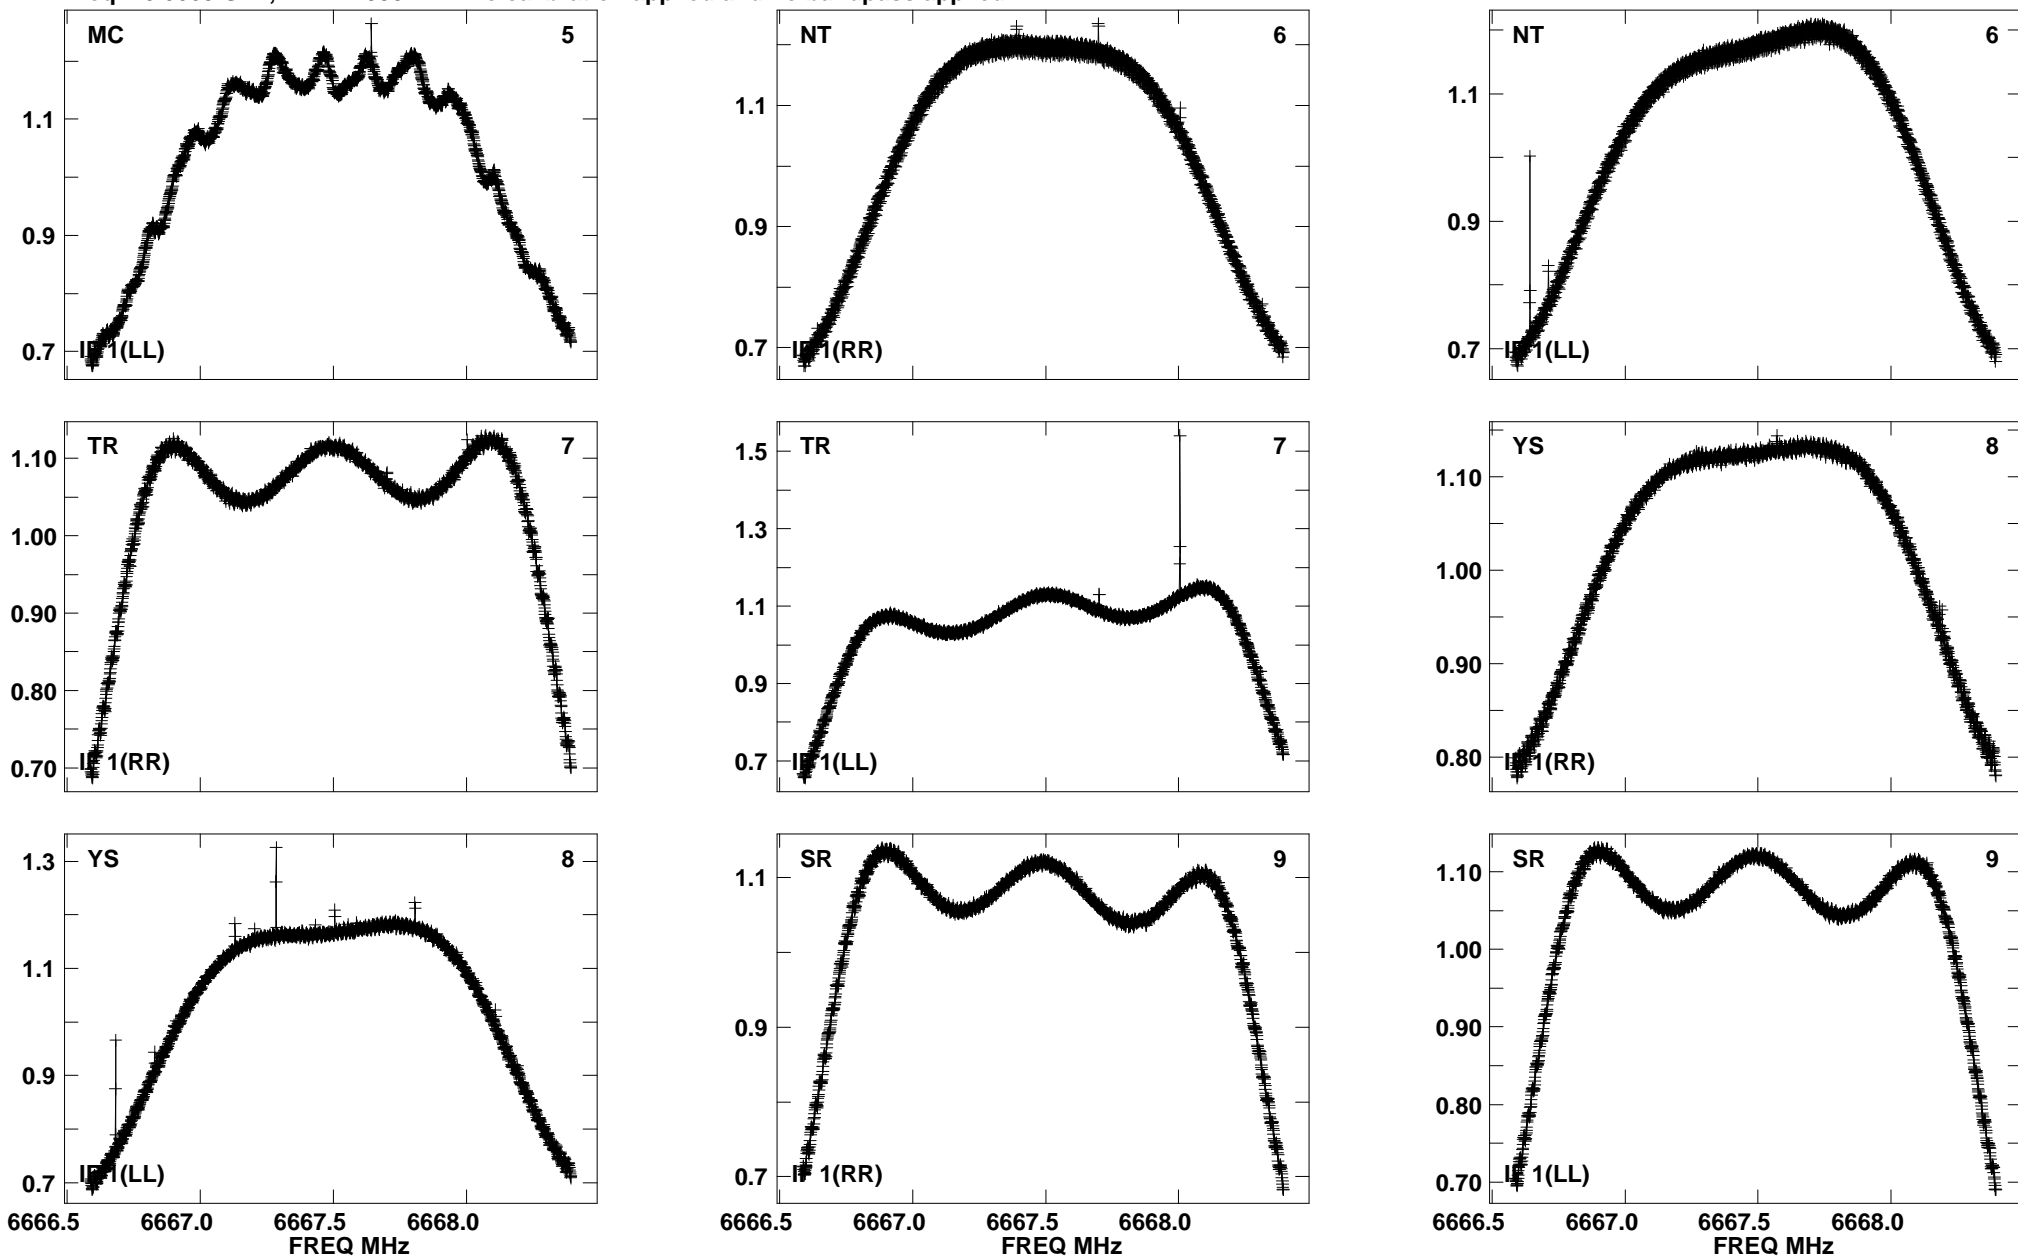 MC 5
1.1
0.9
0.7
IF 1(LL)
NT 6
1.1
0.9
0.7
IF 1(RR)
NT 6
1.1
0.9
0.7
IF 1(LL)
TR 7
1.10
1.00
0.90
0.80
0.70
IF 1(RR)
TR 7
1.5
1.3
1.1
0.9
0.7
IF 1(LL)
YS 8
1.10
1.00
0.90
0.80
IF 1(RR)
YS 8
1.3
1.1
0.9
0.7
IF 1(LL)
6666.5 6667.0 6667.5 6668.0
FREQ MHz
SR 9
1.1
0.9
0.7
IF 1(RR)
6666.5 6667.0 6667.5 6668.0
FREQ MHz
SR 9
1.10
1.00
0.90
0.80
0.70
IF 1(LL)
6666.5 6667.0 6667.5 6668.0
FREQ MHz